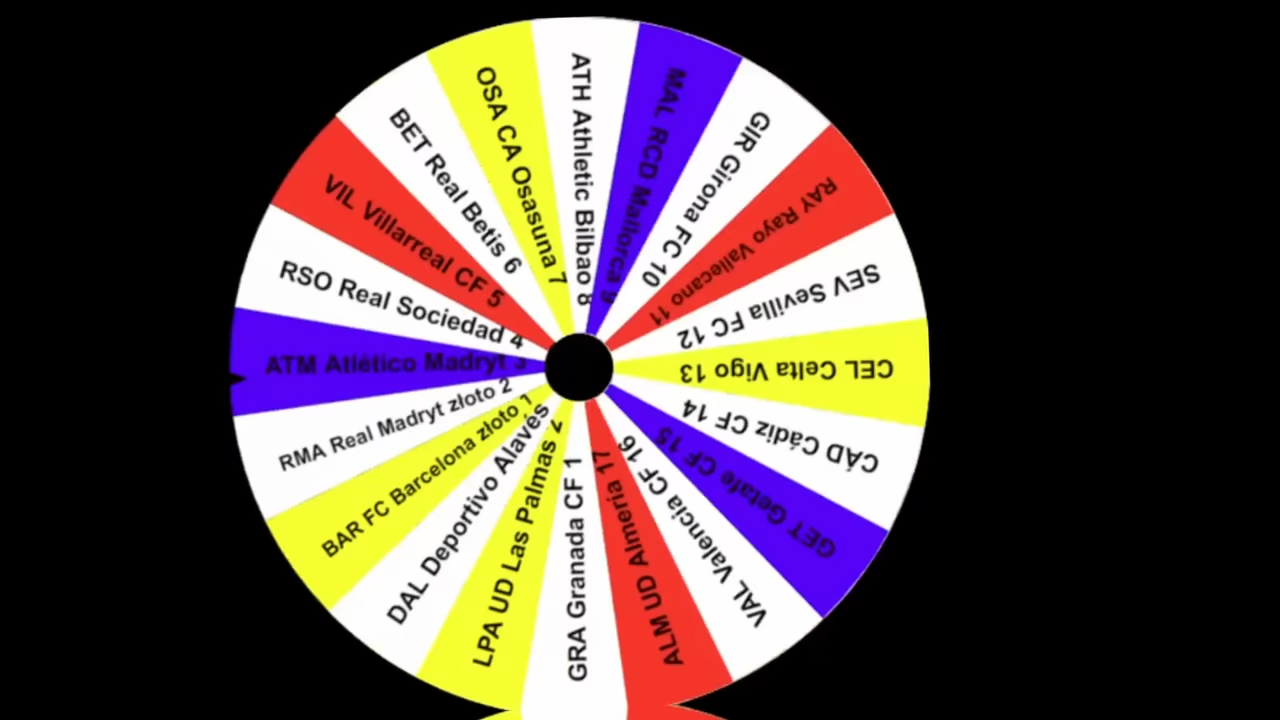 BAR FC Barcelona złoto 1
RMA Real Madryt złoto 2
ATM Atlético Madryt 3
RSO Real Sociedad 4
VIL Villarreal CF 5
BET Real Betis 6
OSA CA Osasuna 7
ATH Athletic Bilbao 8
MAL RCD Mallorca 9
GIR Girona FC 10
RAY Rayo Vallecano 11
SEV Sevilla FC 12
CEL Celta Vigo 13
CÁD Cádiz CF 14
GET Getafe CF 15
VAL Valencia CF 16
ALM UD Almería 17
GRA Granada CF 1
LPA UD Las Palmas 2
DAL Deportivo Alavés